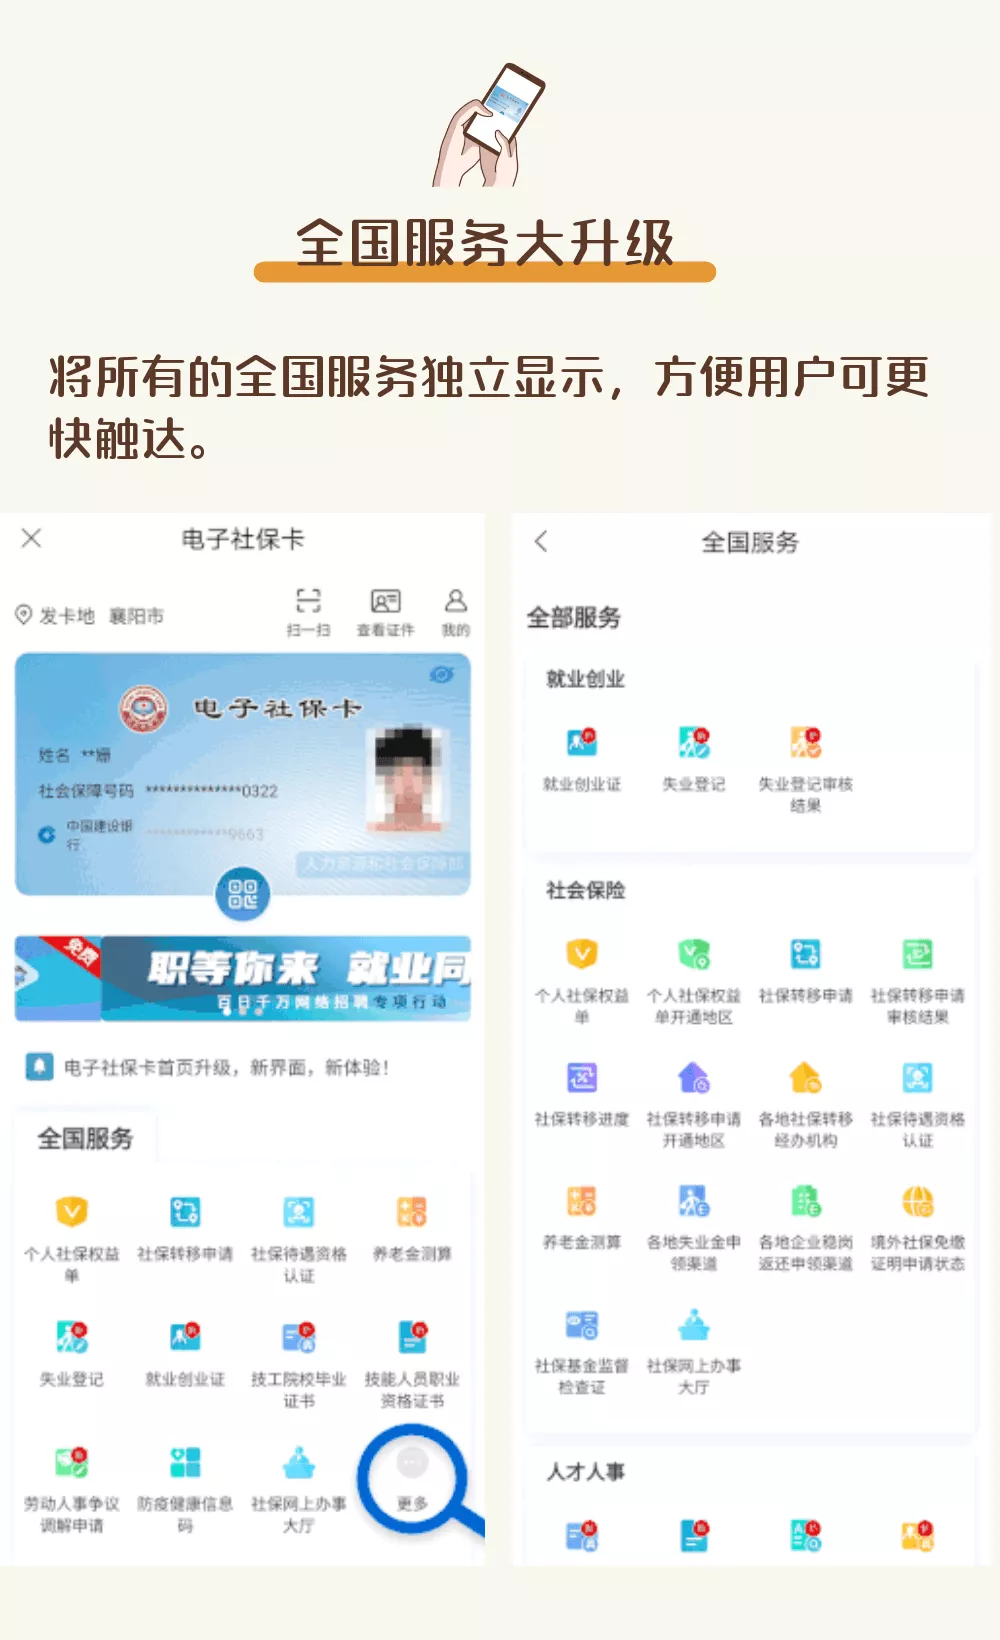 全国服务大升级
将所有的全国服务独立显示，方便用户可更
快触达。
电子社保卡
发卡地 襄阳市
扫一扫 查看证件 我的
电子社保卡
姓名 **姗
社会保障号码 **************0322
中国建设银
行
************9663
人力资源和社会保障部
免费
职等你来 就业同
百日千万网络招聘专项行动
电子社保卡首页升级，新界面，新体验！
全国服务
个人社保权益 社保转移申请 社保待遇资格 养老金测算
单 认证
失业登记 就业创业证 技工院校毕业 技能人员职业
证书 资格证书
劳动人事争议 防疫健康信息 社保网上办事 更多
调解申请 码 大厅
全国服务
全部服务
就业创业
就业创业证 失业登记 失业登记审核
结果
社会保险
个人社保权益 个人社保权益 社保转移申请 社保转移申请
单 单开通地区 审核结果
社保转移进度 社保转移申请 各地社保转移 社保待遇资格
开通地区 经办机构 认证
养老金测算 各地失业金申 各地企业稳岗 境外社保免缴
领渠道 返还申领渠道 证明申请状态
社保基金监督 社保网上办事
检查证 大厅
人才人事